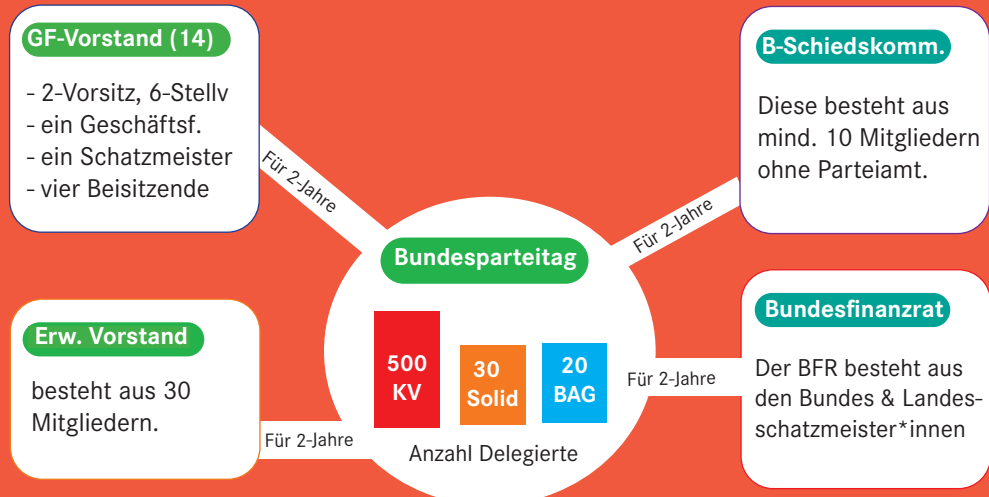 GF-Vorstand (14)
- 2-Vorsitz, 6-Stellv
- ein Geschäftsf.
- ein Schatzmeister
- vier Beisitzende
Für 2-Jahre
B-Schiedskomm.
Diese besteht aus
mind. 10 Mitgliedern
ohne Parteiamt.
Für 2-Jahre
Bundesparteitag
500
KV
30
Solid
20
BAG
Anzahl Delegierte
Erw. Vorstand
besteht aus 30
Mitgliedern.
Für 2-Jahre
Bundesfinanzrat
Der BFR besteht aus
den Bundes & Landes-
schatzmeister*innen
Für 2-Jahre